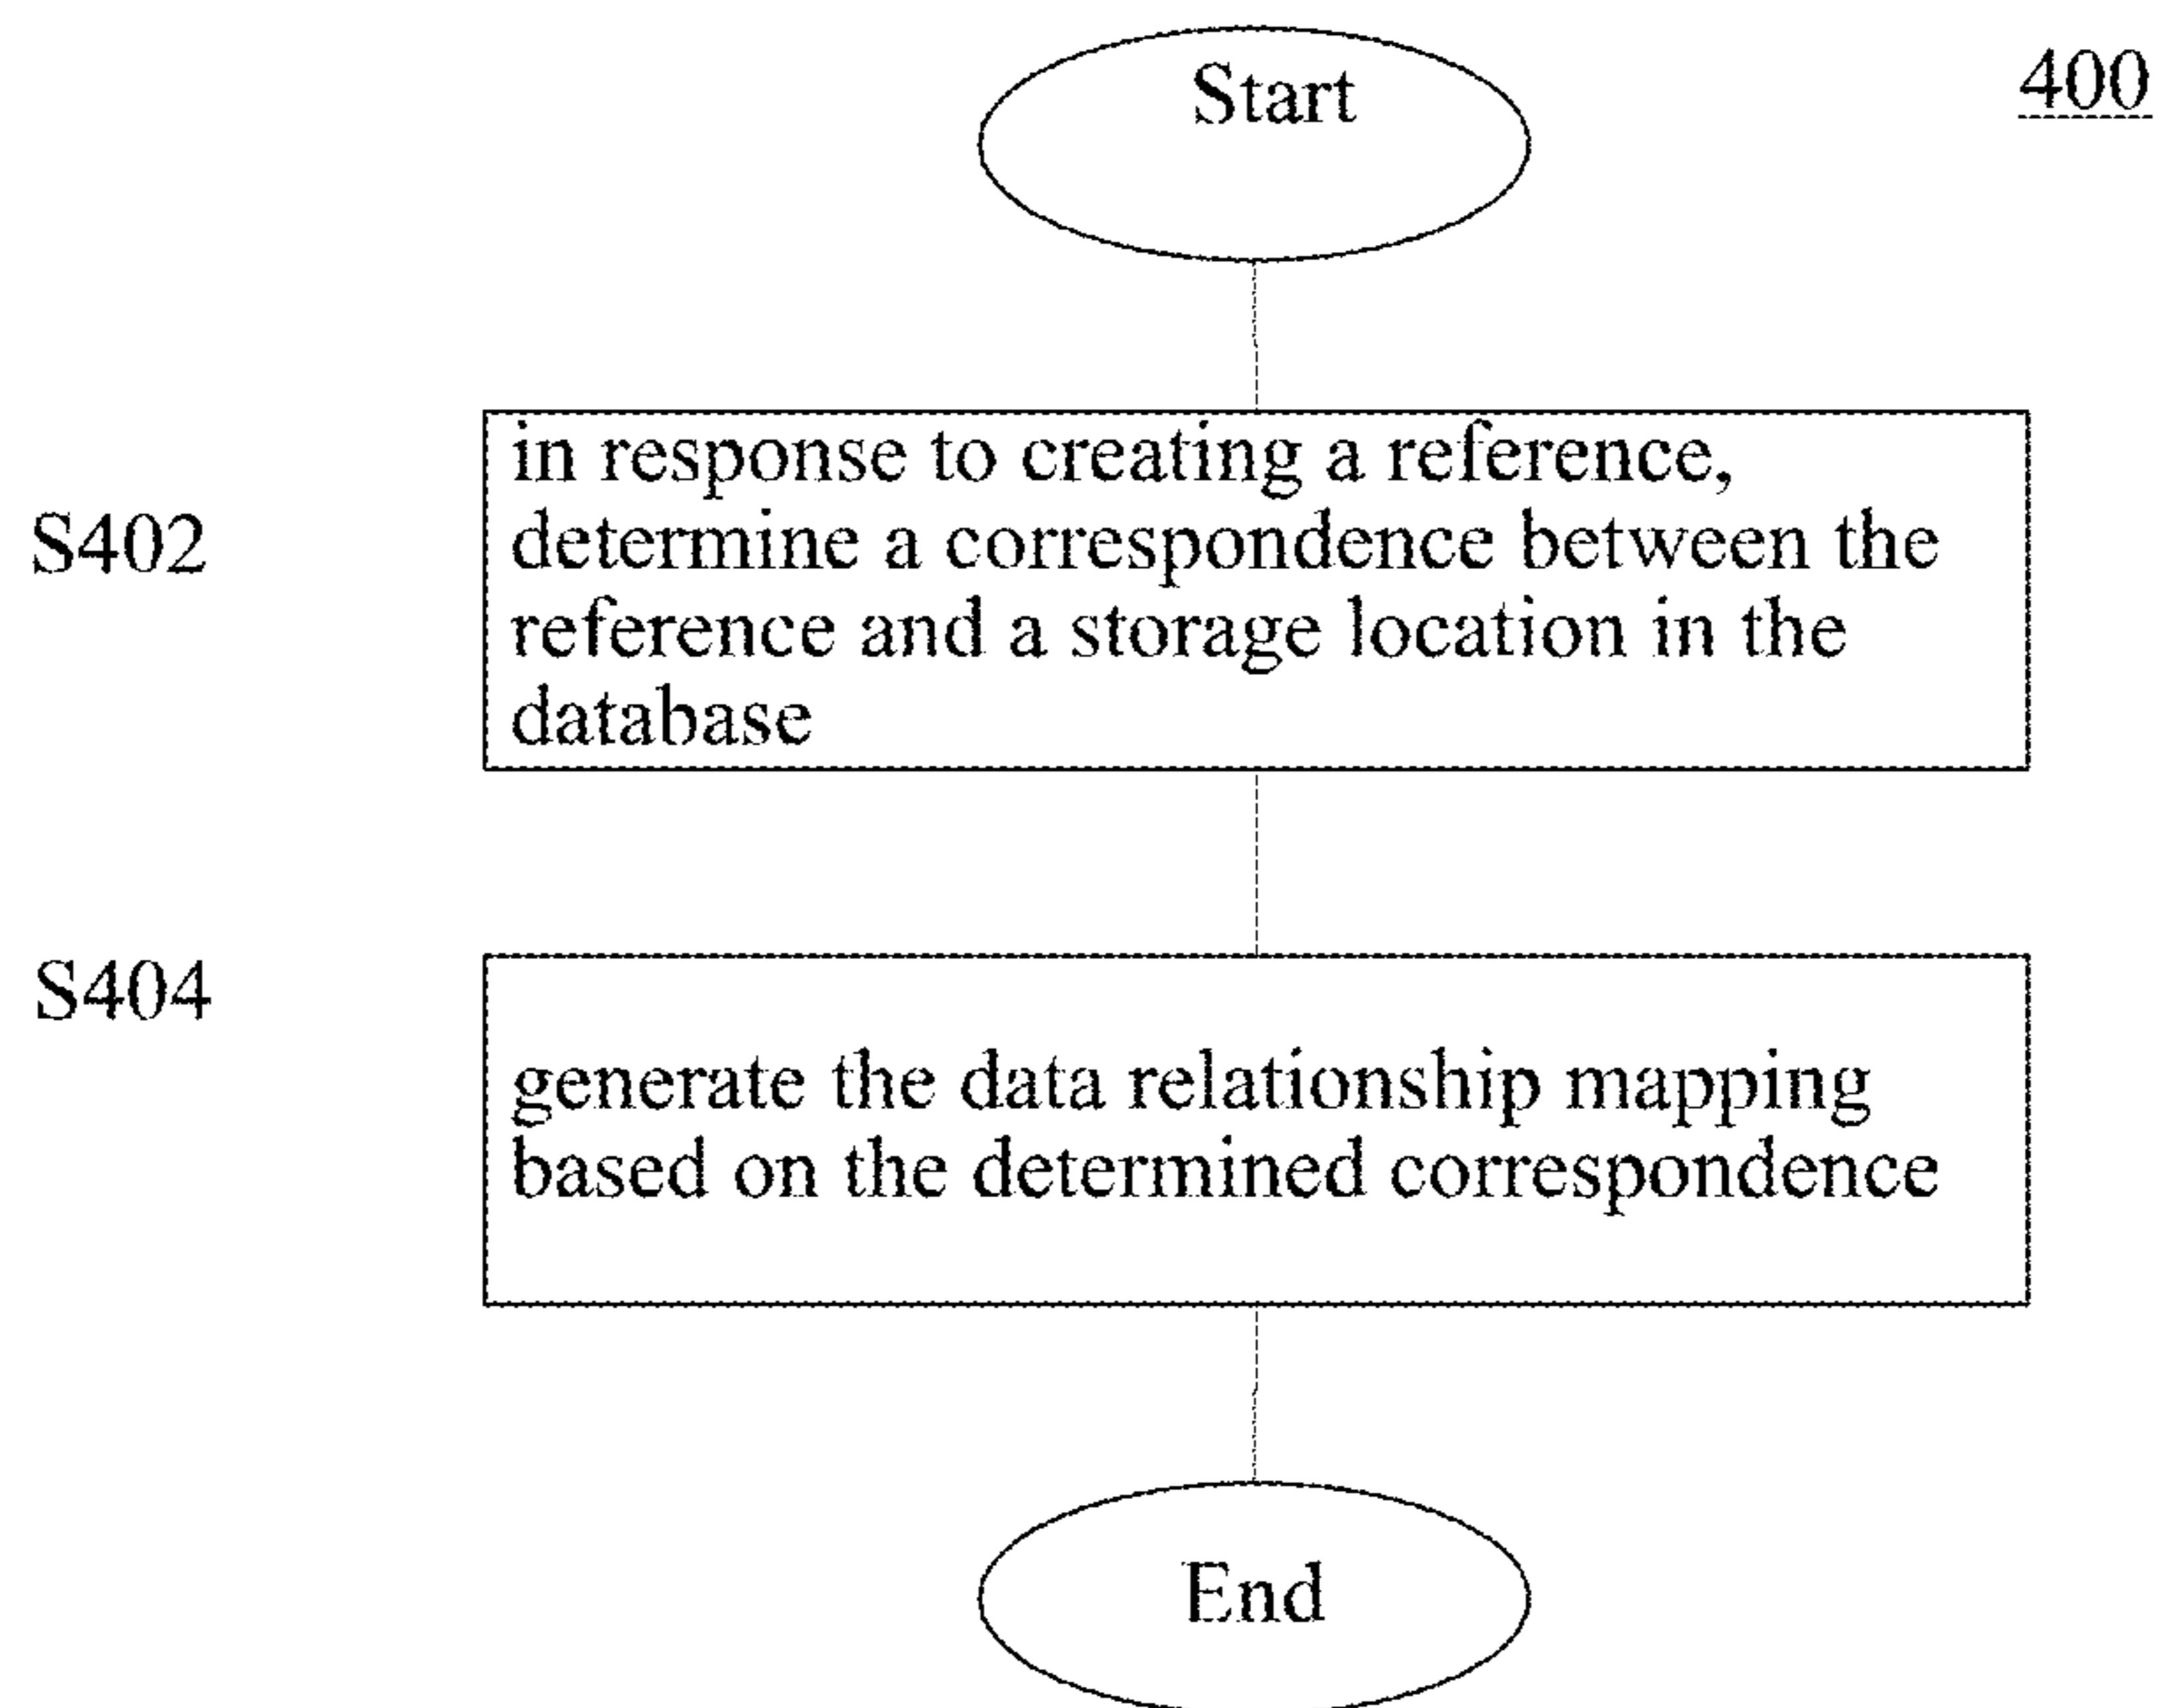 Start
400
S402
in response to creating a reference,
determine a correspondence between the
reference and a storage location in the
database
S404
generate the data relationship mapping
based on the determined correspondence
End